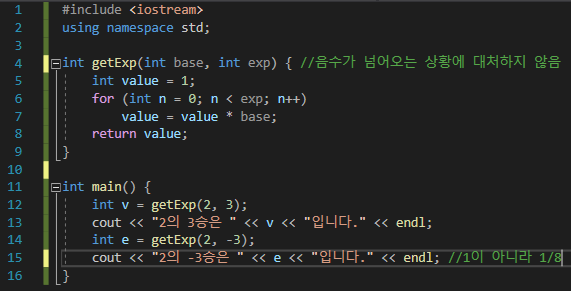 1 #include <iostream>
2 using namespace std;
3
4 int getExp(int base, int exp) { //음수가 넘어오는 상황에 대처하지 않음
5 int value = 1;
6 for (int n = 0; n < exp; n++)
7 value = value * base;
8 return value;
9 }
10
11 int main() {
12 int v = getExp(2, 3);
13 cout << "2의 3승은 " << v << "입니다." << endl;
14 int e = getExp(2, -3);
15 cout << "2의 -3승은 " << e << "입니다." << endl; //1이 아니라 1/8
16 }